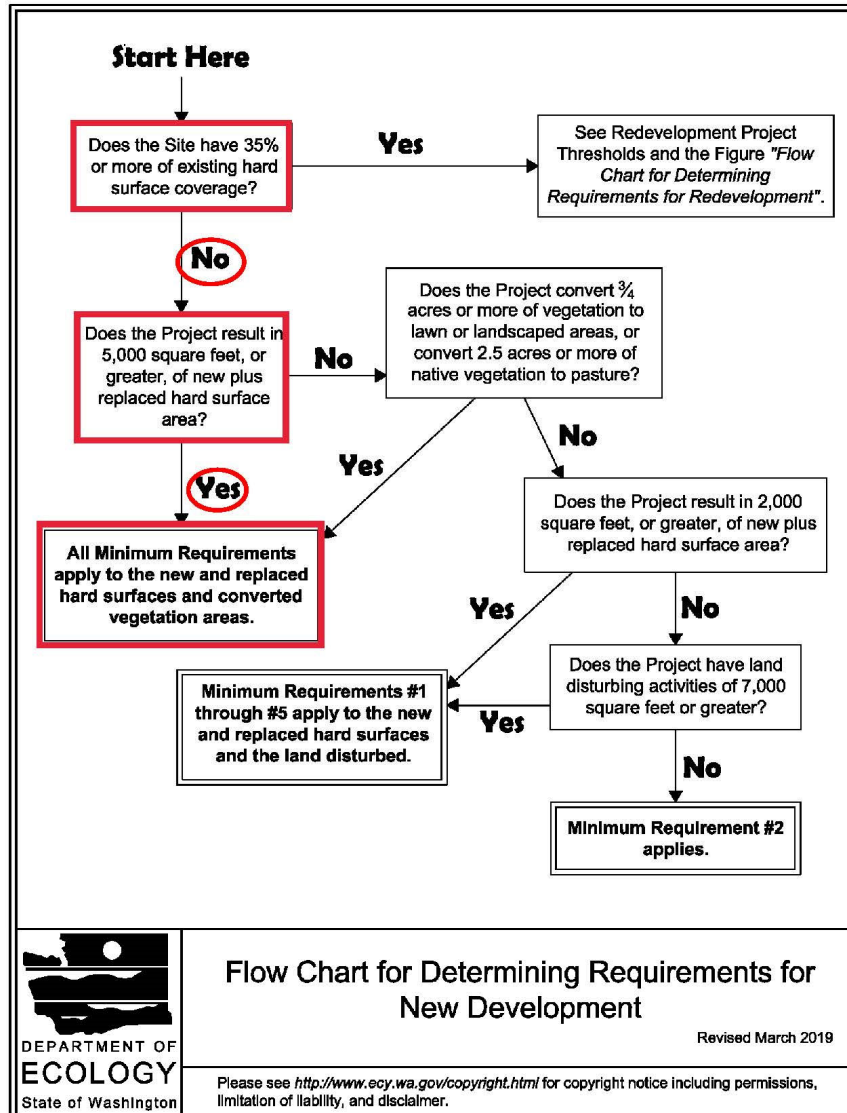 Start Here
Does the Site have 35%
or more of existing hard
surface coverage?
Yes
See Redevelopment Project
Thresholds and the Figure "Flow
Chart for Determining
Requirements for Redevelopment".
No
Does the Project result in
5,000 square feet, or
greater, of new plus
replaced hard surface
area?
No
Does the Project convert ¾
acres or more of vegetation to
lawn or landscaped areas, or
convert 2.5 acres or more of
native vegetation to pasture?
Yes
Yes
No
All Minimum Requirements
apply to the new and replaced
hard surfaces and converted
vegetation areas.
Does the Project result in 2,000
square feet, or greater, of new plus
replaced hard surface area?
Yes
No
Minimum Requirements #1
through #5 apply to the new
and replaced hard surfaces
and the land disturbed.
Yes
Does the Project have land
disturbing activities of 7,000
square feet or greater?
No
Minimum Requirement #2
applies.
DEPARTMENT OF
ECOLOGY
State of Washington
Flow Chart for Determining Requirements for
New Development
Revised March 2019
Please see http://www.ecy.wa.gov/copyright.html for copyright notice including permissions,
limitation of liability, and disclaimer.